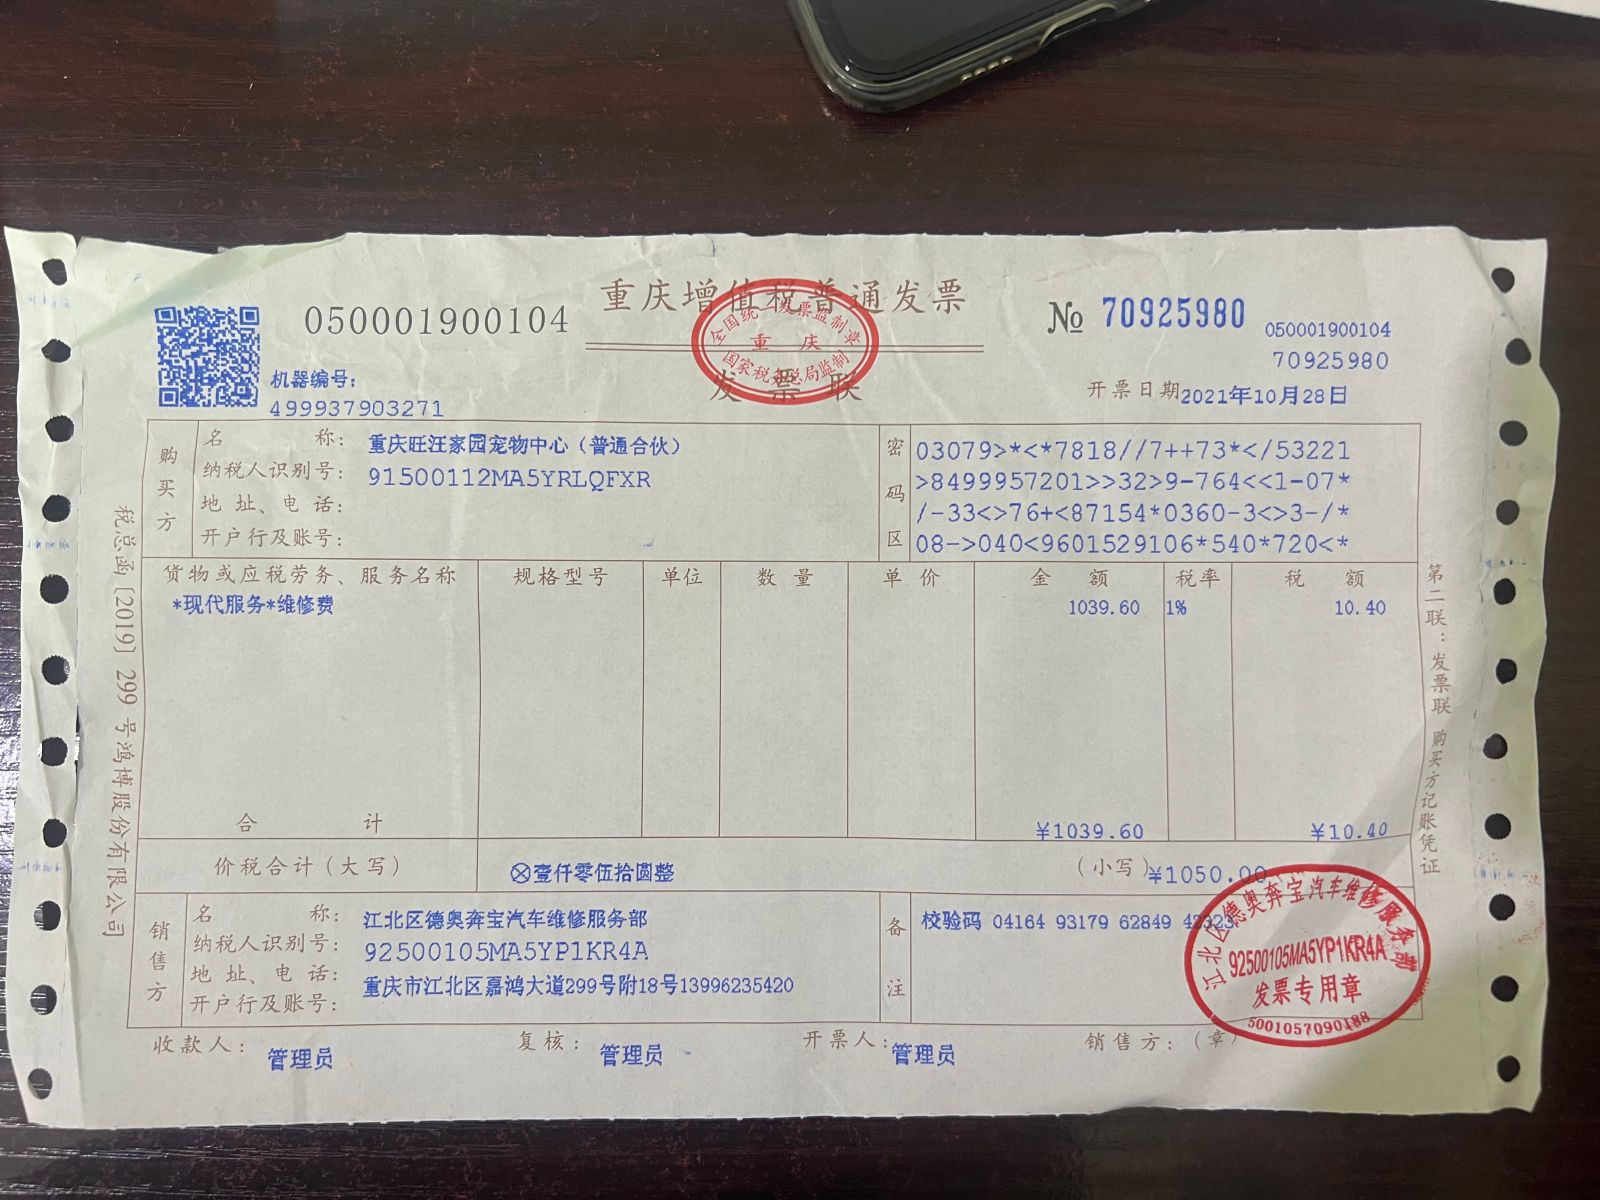 重庆增值税普通发票
发票联
全国统一发票监制章
重庆
国家税务总局监制
050001900104
№ 70925980
050001900104
70925980
机器编号:
499937903271
开票日期 2021年10月28日
购买方
名称: 重庆旺汪家园宠物中心（普通合伙）
纳税人识别号: 91500112MA5YRLQFXR
地址、电话:
开户行及账号:
密码区
03079>*<*7818//7++73*</53221
>8499957201>>32>9-764<<1-07*
/-33<>76+<87154*0360-3<>3-/*
08->040<9601529106*540*720<*
货物或应税劳务、服务名称 规格型号 单位 数量 单价 金额 税率 税额
*现代服务*维修费 1039.60 1% 10.40
合计 ¥1039.60 ¥10.40
价税合计（大写） ⊗壹仟零伍拾圆整 （小写）¥1050.00
销售方
名称: 江北区德奥奔宝汽车维修服务部
纳税人识别号: 92500105MA5YP1KR4A
地址、电话: 重庆市江北区嘉鸿大道299号附18号13996235420
开户行及账号:
备注
校验码 04164 93179 62849 42323
收款人: 管理员 复核: 管理员 开票人: 管理员 销售方:（章）
江北区德奥奔宝汽车维修服务部
92500105MA5YP1KR4A
发票专用章
5001057090188
税总函[2019]299号鸿博股份有限公司
第二联:发票联 购买方记账凭证